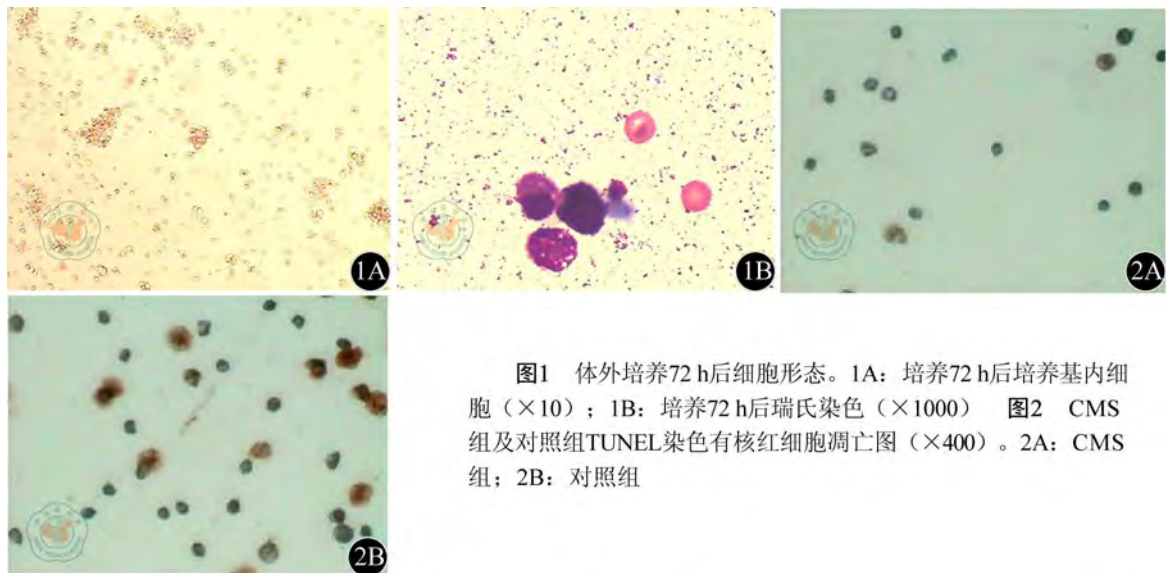 1A
1B
2A
2B
图1 体外培养72 h后细胞形态。1A：培养72 h后培养基内细
胞（×10）；1B：培养72 h后瑞氏染色（×1000） 图2 CMS
组及对照组TUNEL染色有核红细胞凋亡图（×400）。2A：CMS
组；2B：对照组